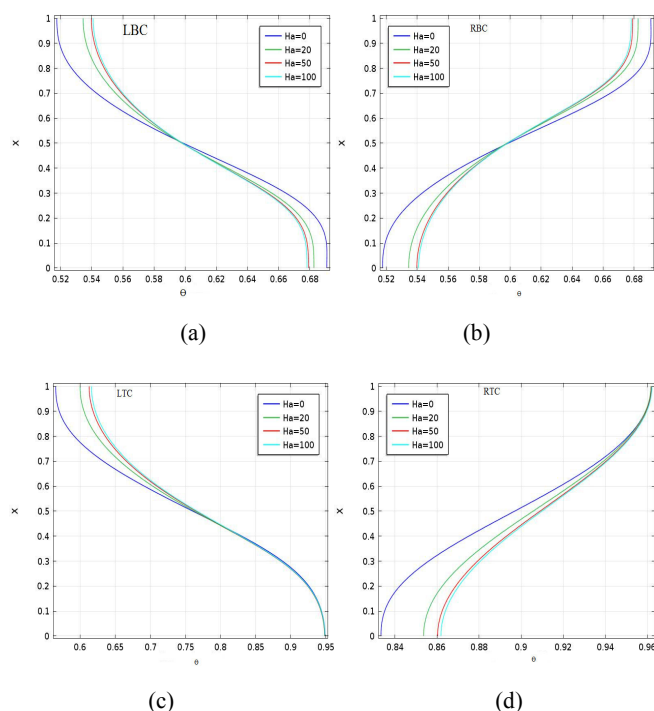 LBC
Ha=0
Ha=20
Ha=50
Ha=100
1
0.9
0.8
0.7
0.6
0.5
0.4
0.3
0.2
0.1
0
X
0.52 0.54 0.56 0.58 0.6 0.62 0.64 0.66 0.68
Θ
(a)
RBC
Ha=0
Ha=20
Ha=50
Ha=100
1
0.9
0.8
0.7
0.6
0.5
0.4
0.3
0.2
0.1
0
X
0.52 0.54 0.56 0.58 0.6 0.62 0.64 0.66 0.68
θ
(b)
LTC
Ha=0
Ha=20
Ha=50
Ha=100
1
0.9
0.8
0.7
0.6
0.5
0.4
0.3
0.2
0.1
0
X
0.6 0.65 0.7 0.75 0.8 0.85 0.9 0.95
θ
(c)
RTC
Ha=0
Ha=20
Ha=50
Ha=100
1
0.9
0.8
0.7
0.6
0.5
0.4
0.3
0.2
0.1
0
X
0.84 0.86 0.88 0.9 0.92 0.94 0.96
θ
(d)